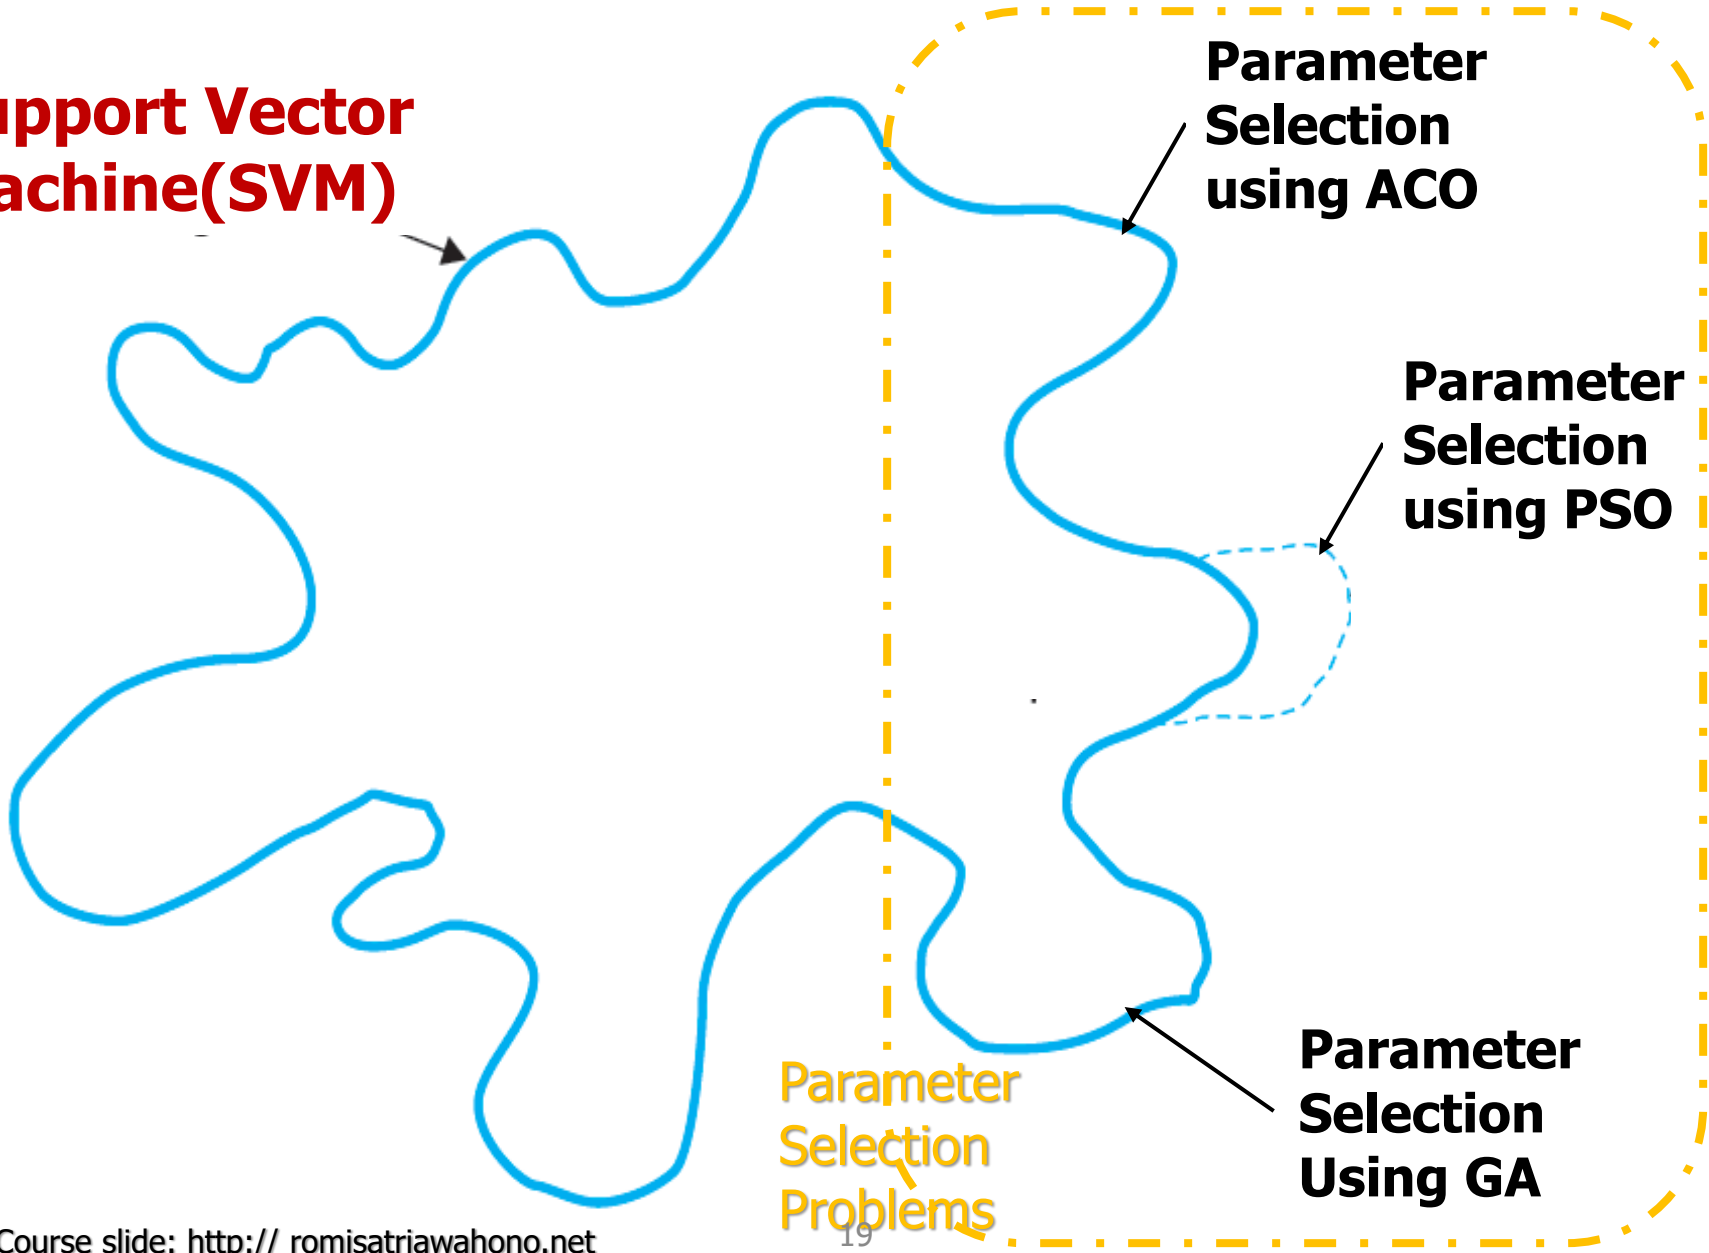 upport Vector
achine(SVM)
Parameter
Selection
using ACO
Parameter
Selection
using PSO
Parameter
Selection
Using GA
Parameter
Selection
Problems
19
Course slide: http:// romisatriawahono.net